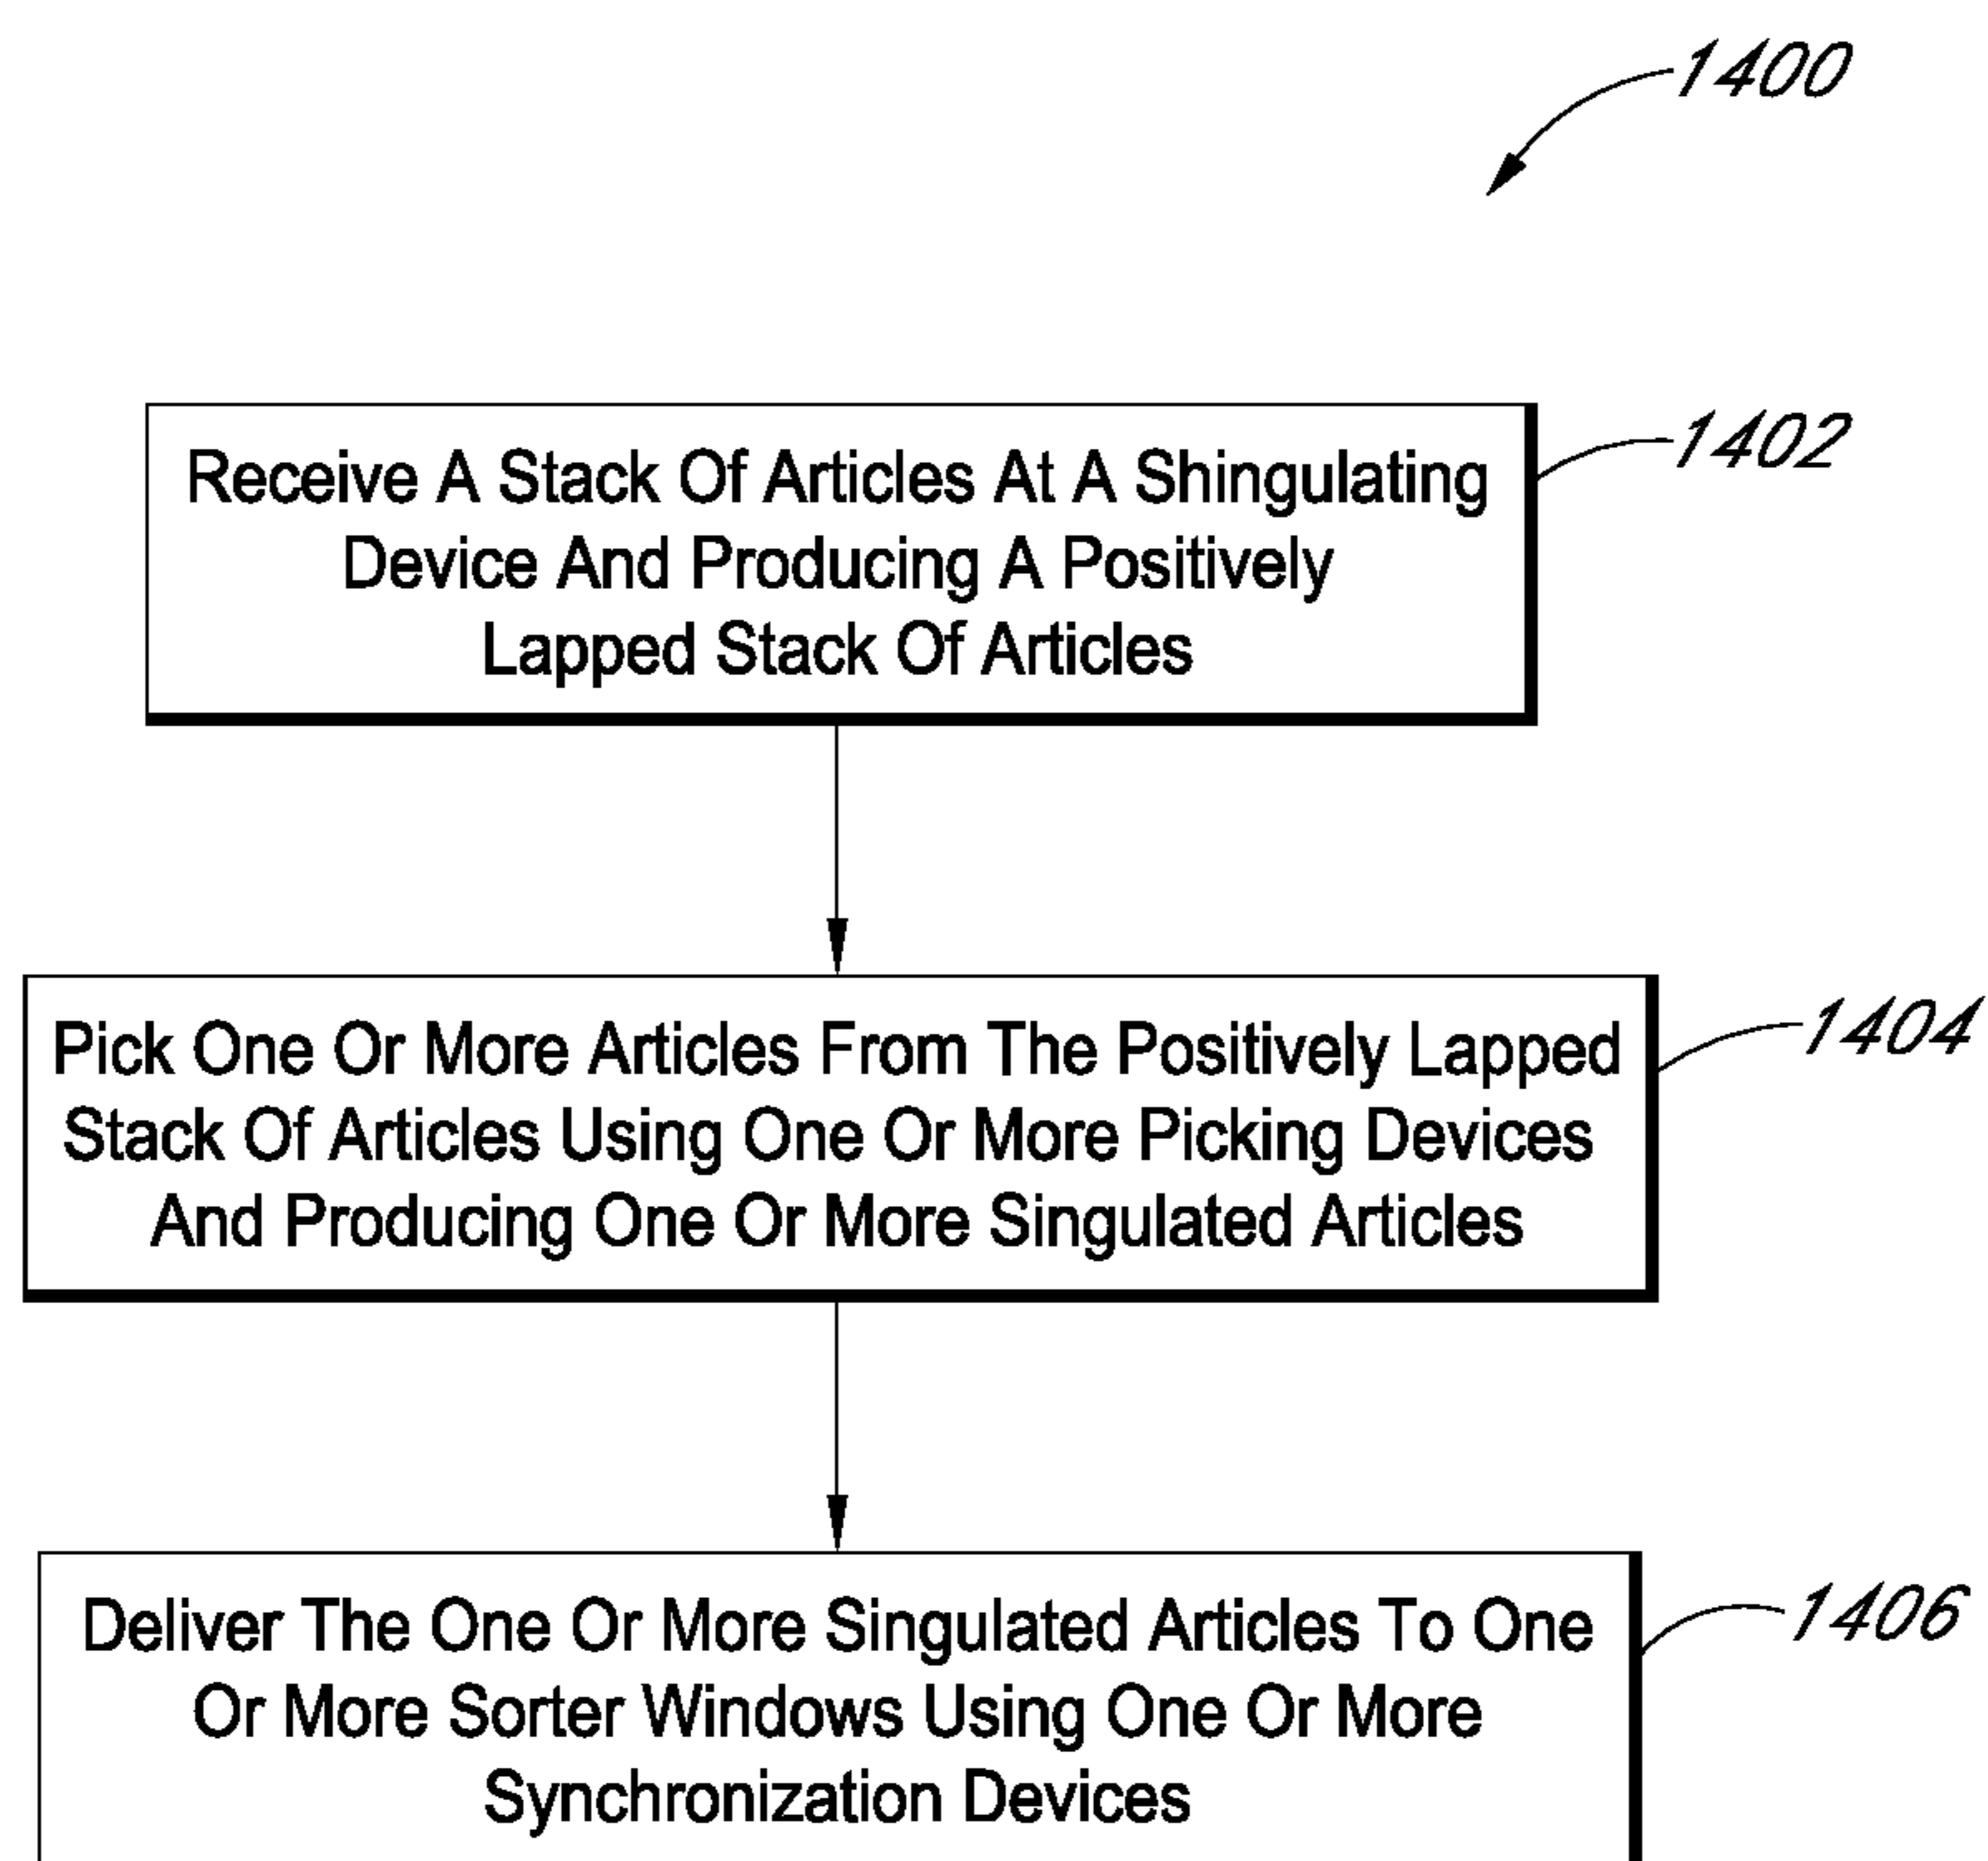 1400
Receive A Stack Of Articles At A Shingulating
Device And Producing A Positively
Lapped Stack Of Articles
1402
Pick One Or More Articles From The Positively Lapped
Stack Of Articles Using One Or More Picking Devices
And Producing One Or More Singulated Articles
1404
Deliver The One Or More Singulated Articles To One
Or More Sorter Windows Using One Or More
Synchronization Devices
1406